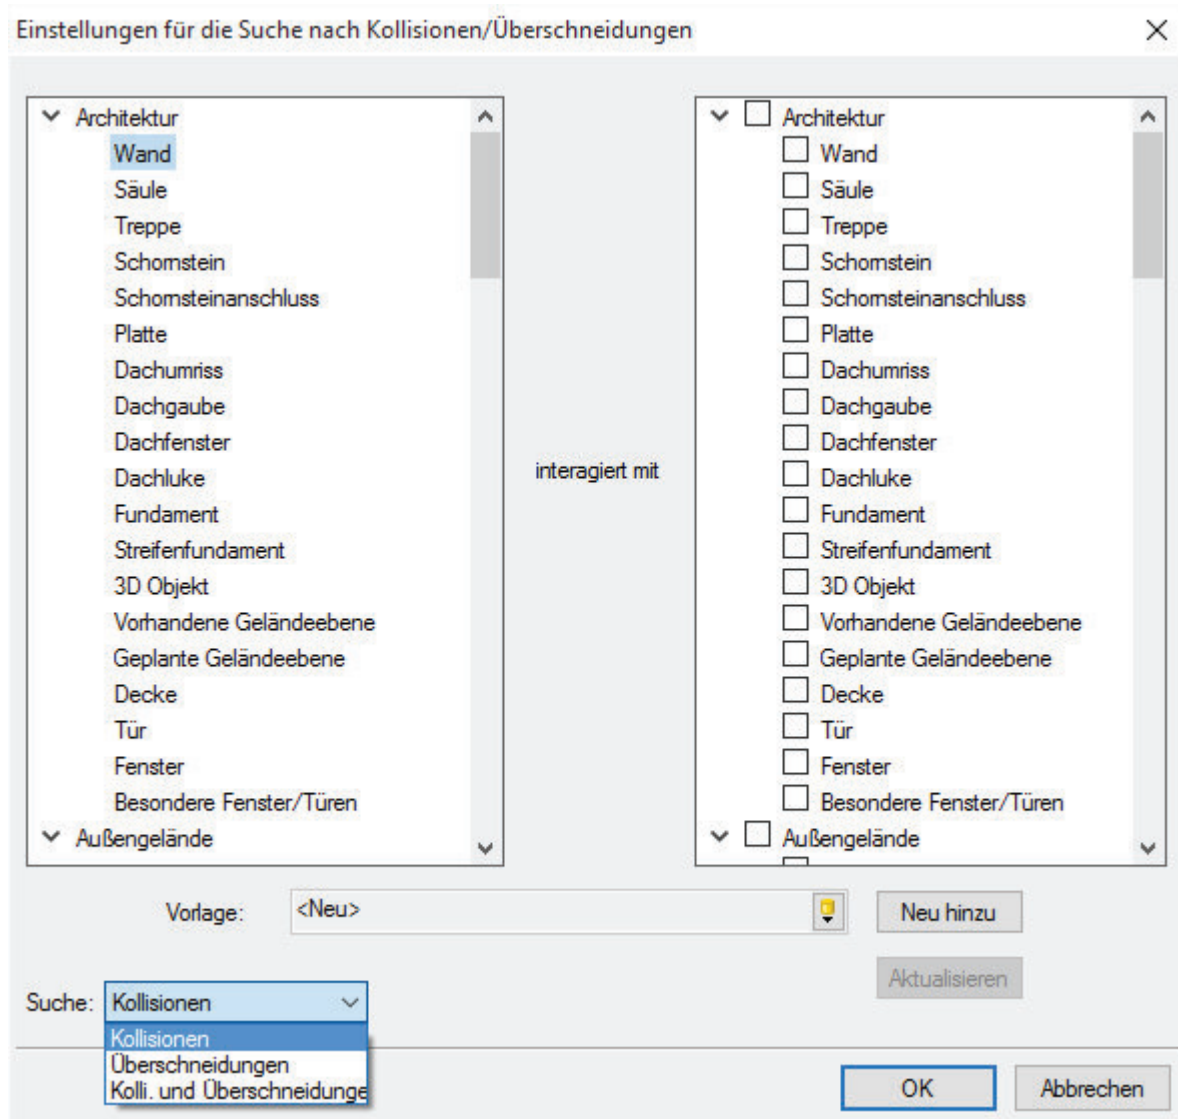 Einstellungen für die Suche nach Kollisionen/Überschneidungen
Architektur
Wand
Säule
Treppe
Schornstein
Schornsteinanschluss
Platte
Dachumriss
Dachgaube
Dachfenster
Dachluke
Fundament
Streifenfundament
3D Objekt
Vorhandene Geländeebene
Geplante Geländeebene
Decke
Tür
Fenster
Besondere Fenster/Türen
Außengelände
interagiert mit
Architektur
Wand
Säule
Treppe
Schornstein
Schornsteinanschluss
Platte
Dachumriss
Dachgaube
Dachfenster
Dachluke
Fundament
Streifenfundament
3D Objekt
Vorhandene Geländeebene
Geplante Geländeebene
Decke
Tür
Fenster
Besondere Fenster/Türen
Außengelände
Vorlage: <Neu> Neu hinzu
Aktualisieren
Suche: Kollisionen
Kollisionen
Überschneidungen
Kolli. und Überschneidunge
OK Abbrechen